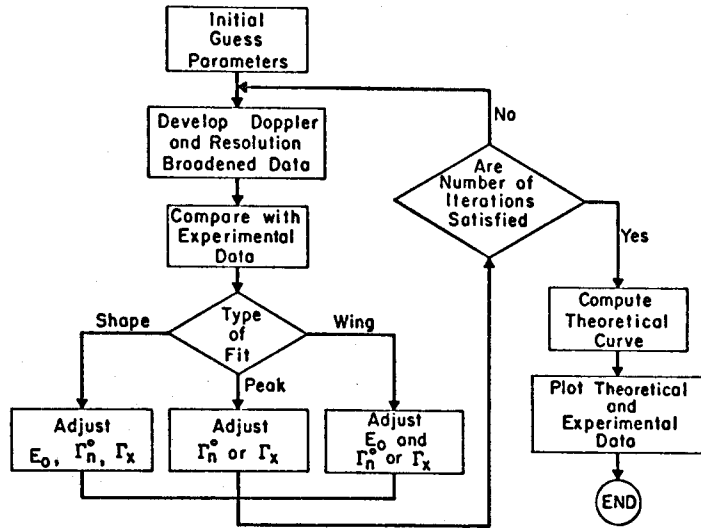 Initial
Guess
Parameters
Develop Doppler
and Resolution
Broadened Data
Compare with
Experimental
Data
Type
of
Fit
Shape
Peak
Wing
Adjust
E₀, Γₙ°, Γₓ
Adjust
Γₙ° or Γₓ
Adjust
E₀ and
Γₙ° or Γₓ
Are
Number of
Iterations
Satisfied
No
Yes
Compute
Theoretical
Curve
Plot Theoretical
and
Experimental
Data
END